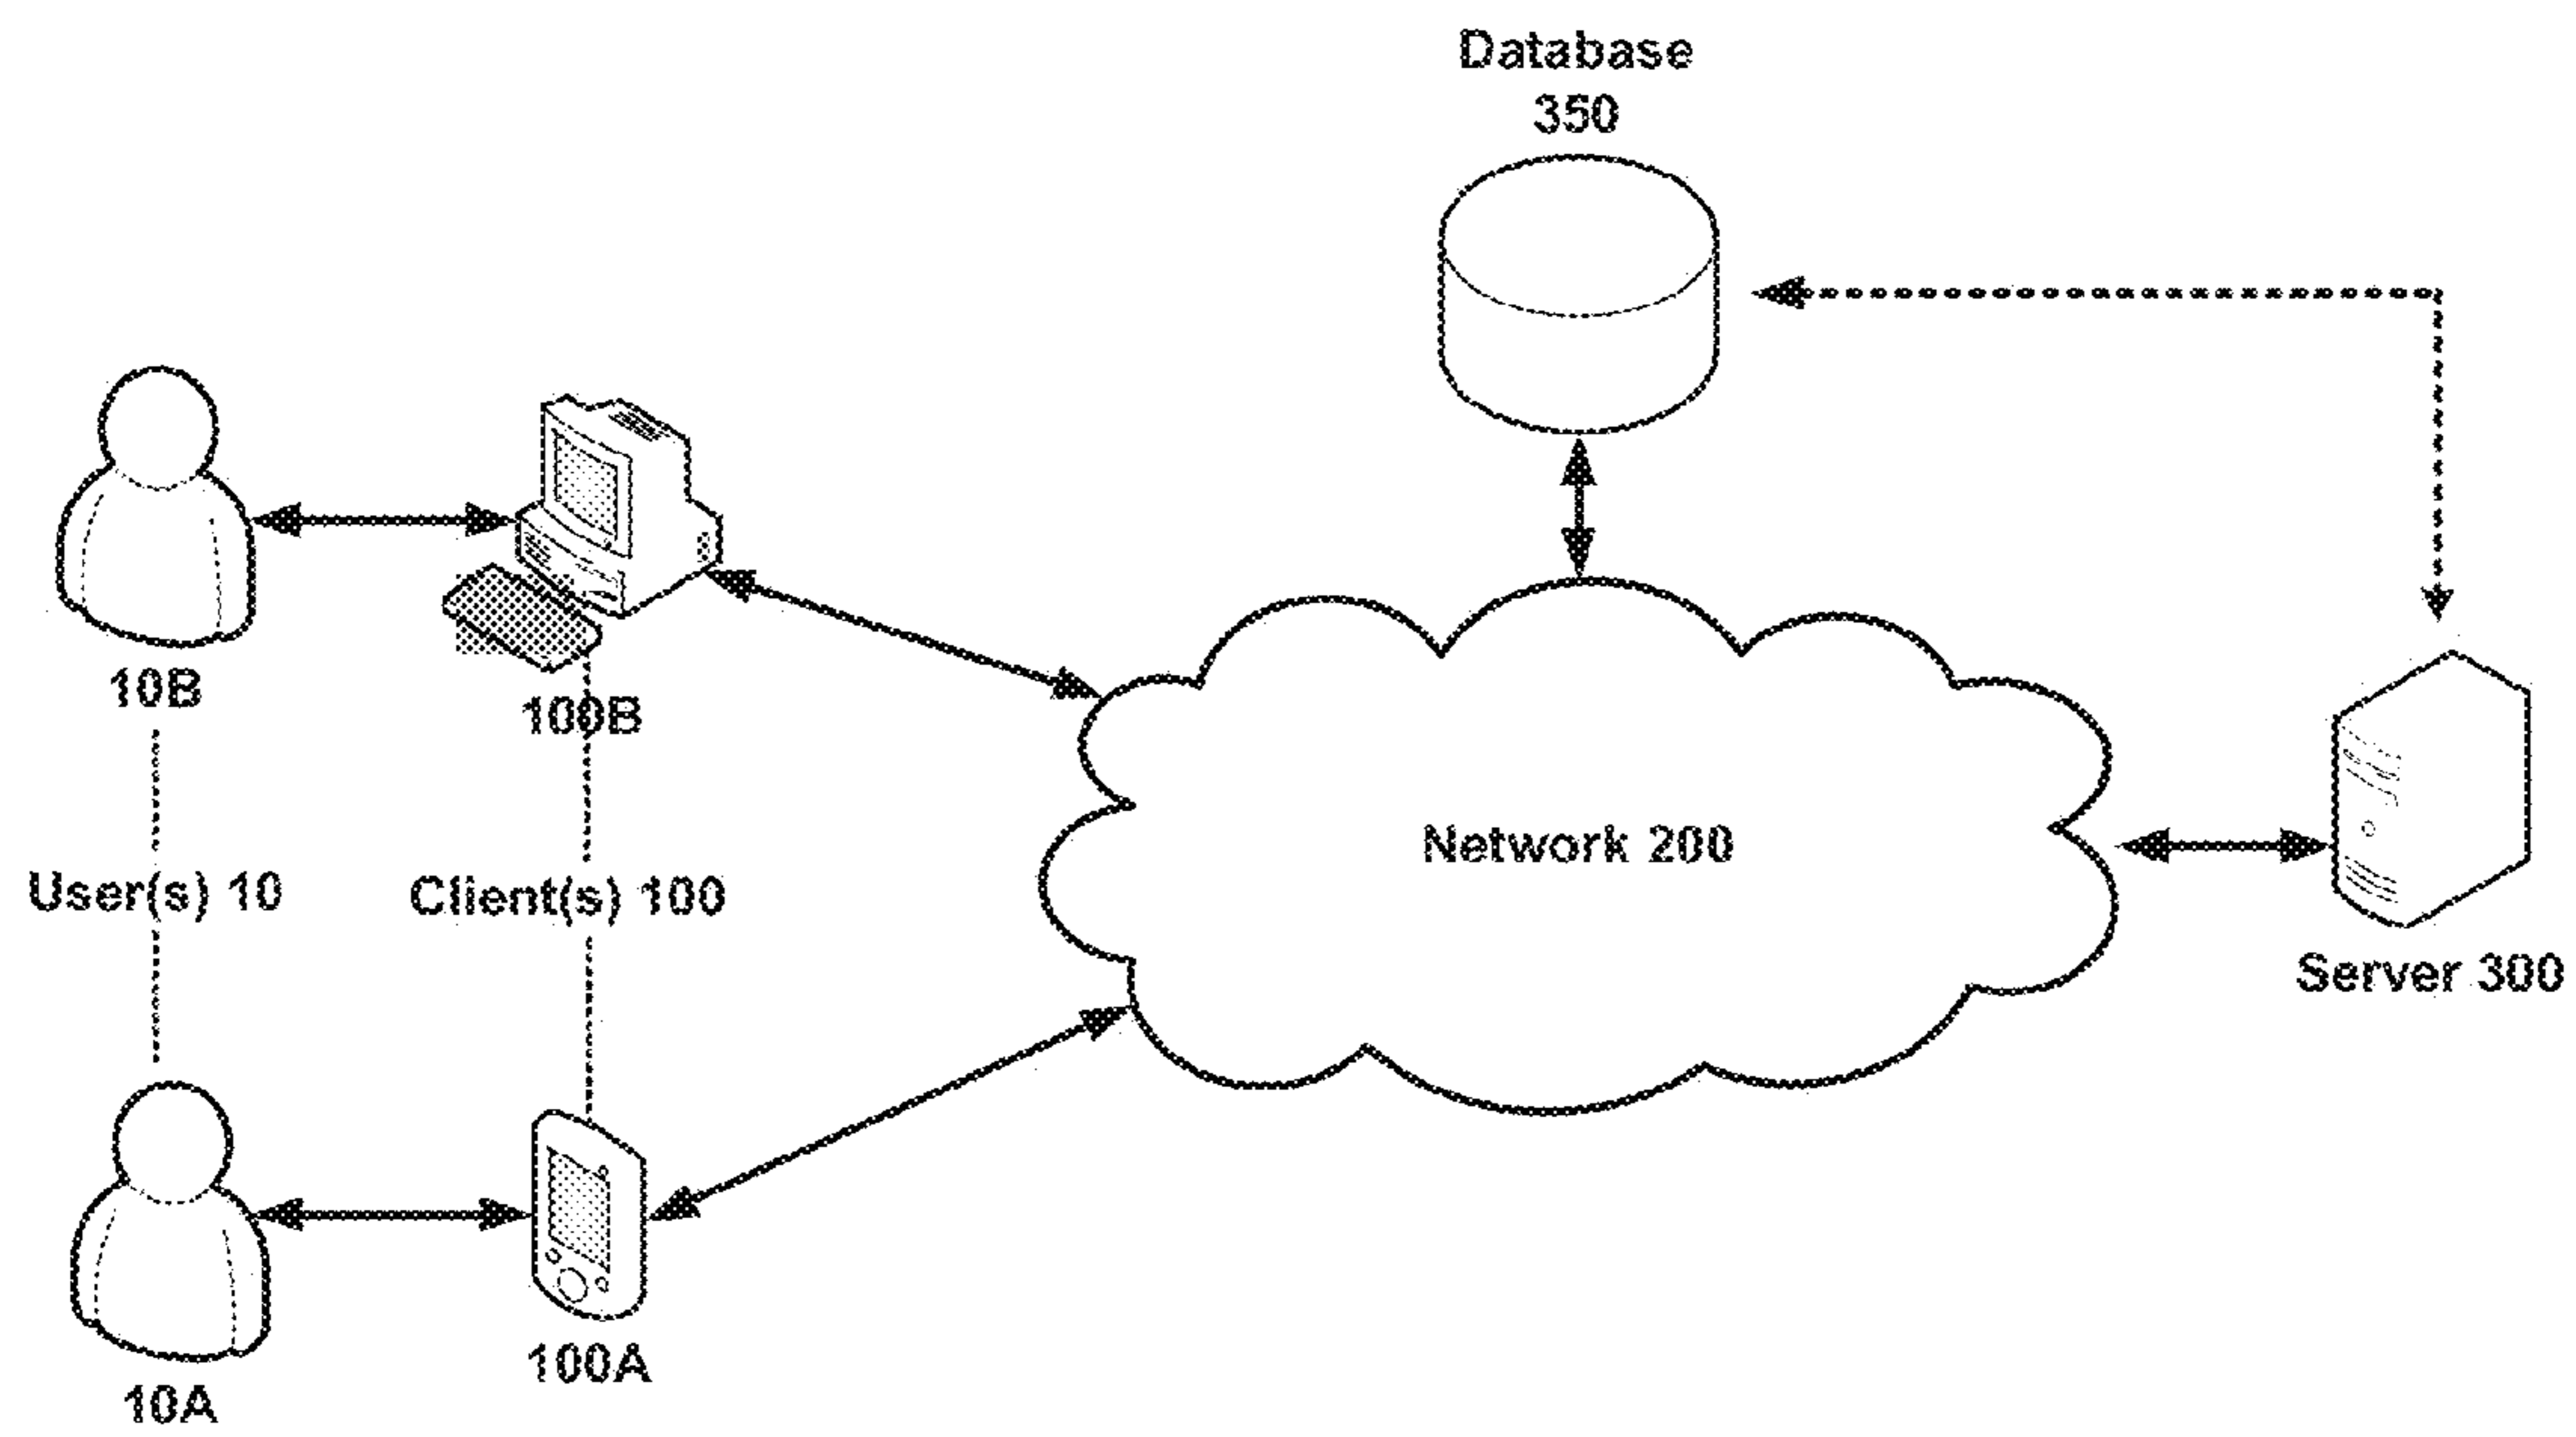 Database
350
10B
100B
Network 200
User(s) 10
Client(s) 100
Server 300
100A
10A